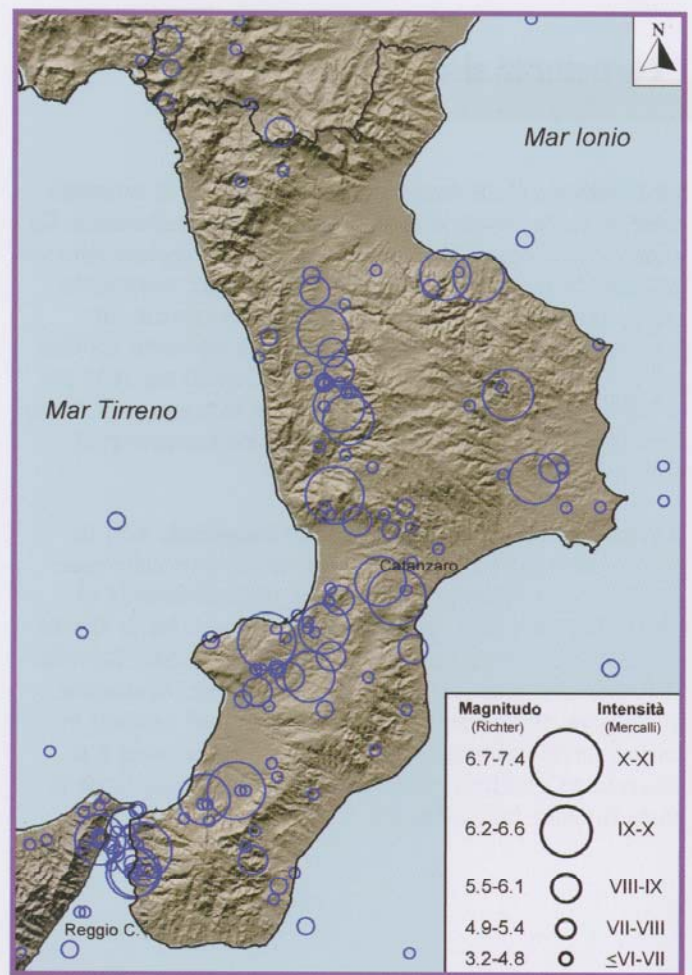 N
Mar Ionio
Mar Tirreno
Catanzaro
Reggio C.
Magnitudo Intensità
(Richter) (Mercalli)
6.7-7.4 X-XI
6.2-6.6 IX-X
5.5-6.1 VIII-IX
4.9-5.4 VII-VIII
3.2-4.8 ≤VI-VII